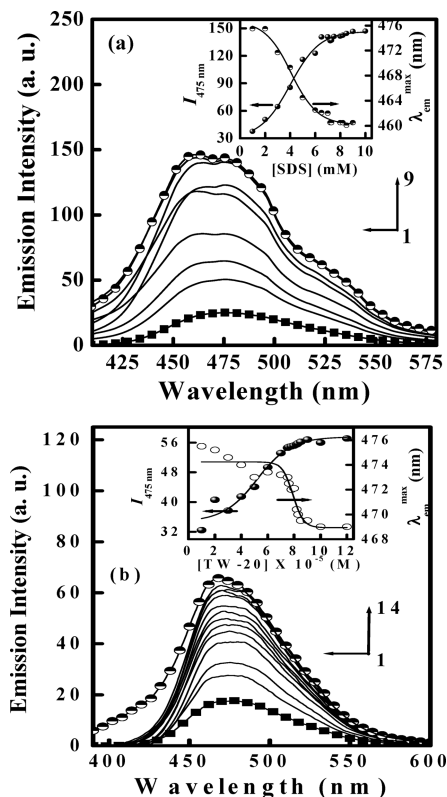 (a)
Emission Intensity (a. u.)
250
200
150
100
50
0
425 450 475 500 525 550 575
Wavelength (nm)
I475 nm
150
120
90
60
30
0 2 4 6 8 10
[SDS] (mM)
476
472
468
464
460
λem max (nm)
9
1
(b)
Emission Intensity (a. u.)
120
100
80
60
40
20
0
400 450 500 550 600
Wavelength (nm)
I475 nm
56
48
40
32
0 2 4 6 8 10 12
[TW-20] X 10-5 (M)
476
474
472
470
468
λem max (nm)
14
1